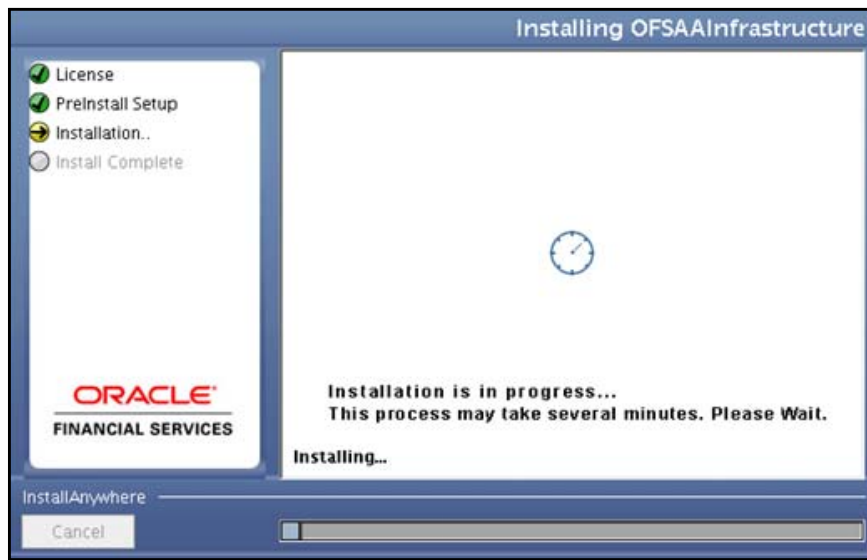 Installing OFSAAInfrastructure
License
PreInstall Setup
Installation..
Install Complete
ORACLE
FINANCIAL SERVICES
Installation is in progress...
This process may take several minutes. Please Wait.
Installing...
InstallAnywhere
Cancel